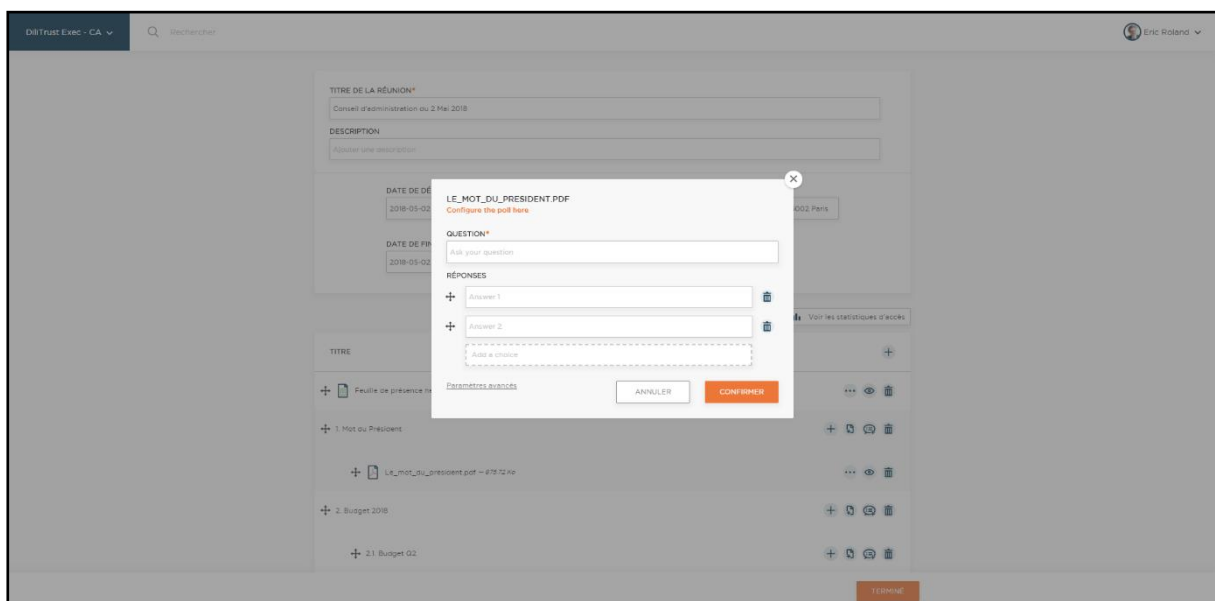 DiliTrust Exec - CA
Rechercher
Eric Roland
TITRE DE LA RÉUNION*
Conseil d'administration du 2 Mai 2018
DESCRIPTION
Ajouter une description
DATE DE DÉ
2018-05-02
002 Paris
DATE DE FIN
2018-05-02
LE_MOT_DU_PRESIDENT.PDF
Configure the poll here
QUESTION*
Ask your question
RÉPONSES
Answer 1
Answer 2
Add a choice
Paramètres avancés
ANNULER
CONFIRMER
Voir les statistiques d'accès
TITRE
Feuille de présence
1. Mot du Président
Le_mot_du_president.pdf – 878.72 Ko
2. Budget 2018
2.1. Budget Q2
TERMINÉ